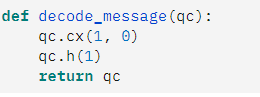 def decode_message(qc):
    qc.cx(1, 0)
    qc.h(1)
    return qc